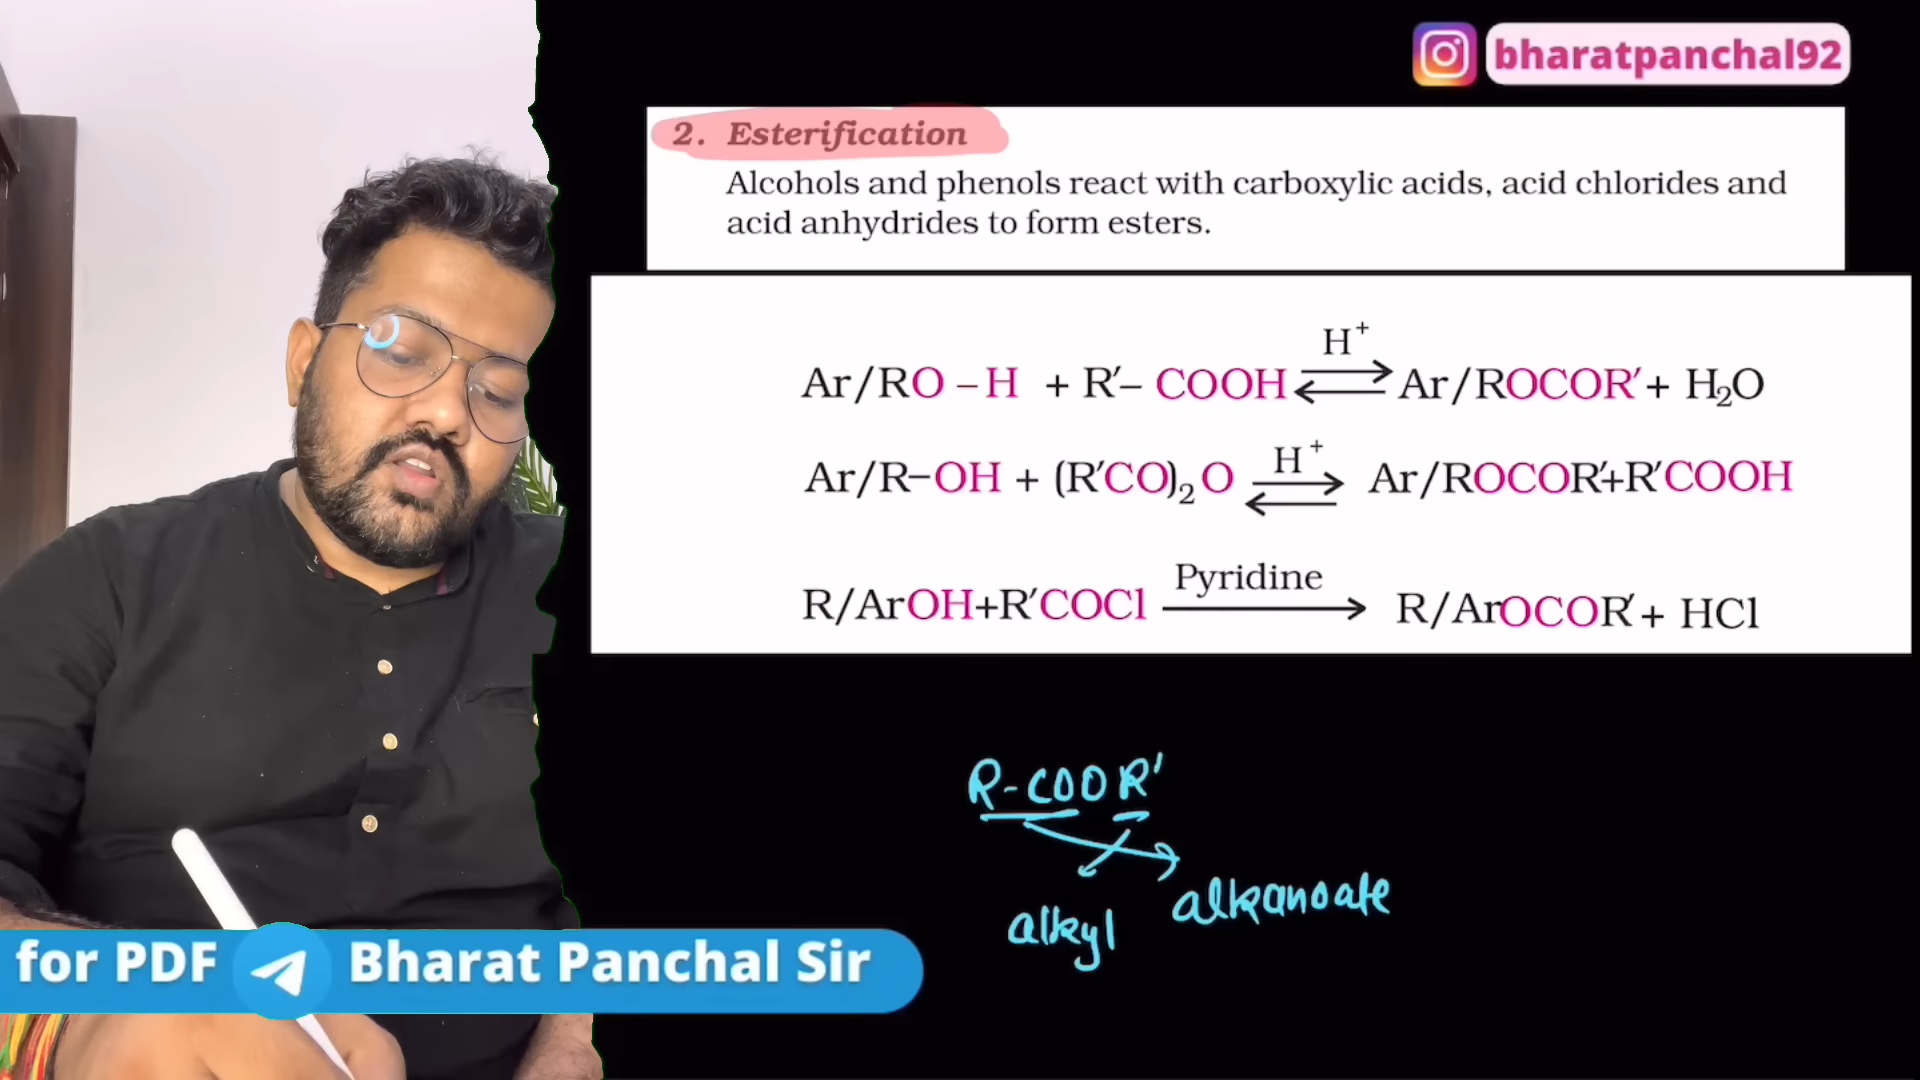 bharatpanchal92
2. Esterification
Alcohols and phenols react with carboxylic acids, acid chlorides and
acid anhydrides to form esters.
Ar/RO – H + R′– COOH ⇌ Ar/ROCOR′ + H₂O
H⁺
Ar/R–OH + (R′CO)₂O ⇌ Ar/ROCOR′+R′COOH
H⁺
R/ArOH+R′COCl → R/ArOCOR′ + HCl
Pyridine
R-COOR'
alkyl alkanoate
for PDF Bharat Panchal Sir